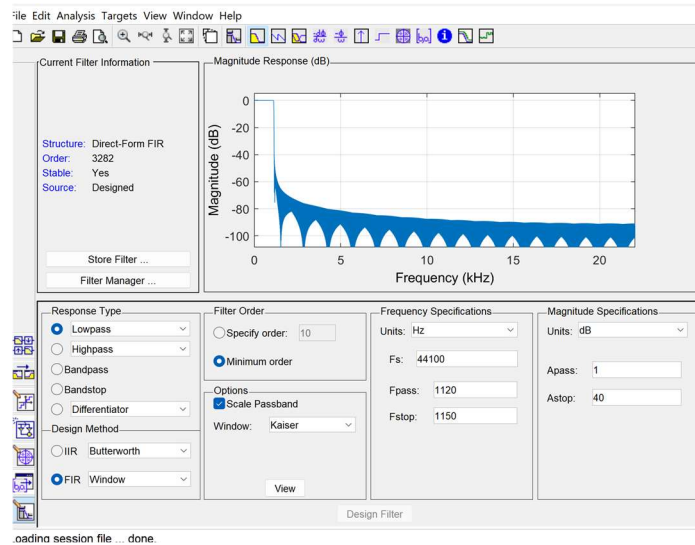 File Edit Analysis Targets View Window Help
Current Filter Information
Structure: Direct-Form FIR
Order: 3282
Stable: Yes
Source: Designed
Store Filter ...
Filter Manager ...
Magnitude Response (dB)
Magnitude (dB)
0
-20
-40
-60
-80
-100
0 5 10 15 20
Frequency (kHz)
Response Type
Lowpass
Highpass
Bandpass
Bandstop
Differentiator
Design Method
IIR Butterworth
FIR Window
Filter Order
Specify order: 10
Minimum order
Options
Scale Passband
Window: Kaiser
View
Frequency Specifications
Units: Hz
Fs: 44100
Fpass: 1120
Fstop: 1150
Magnitude Specifications
Units: dB
Apass: 1
Astop: 40
Design Filter
Loading session file ... done.